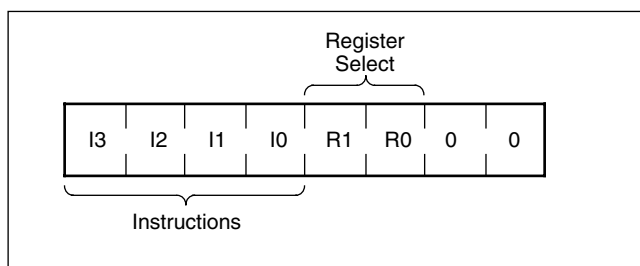 Register
Select
I3 I2 I1 I0 R1 R0 0 0
Instructions